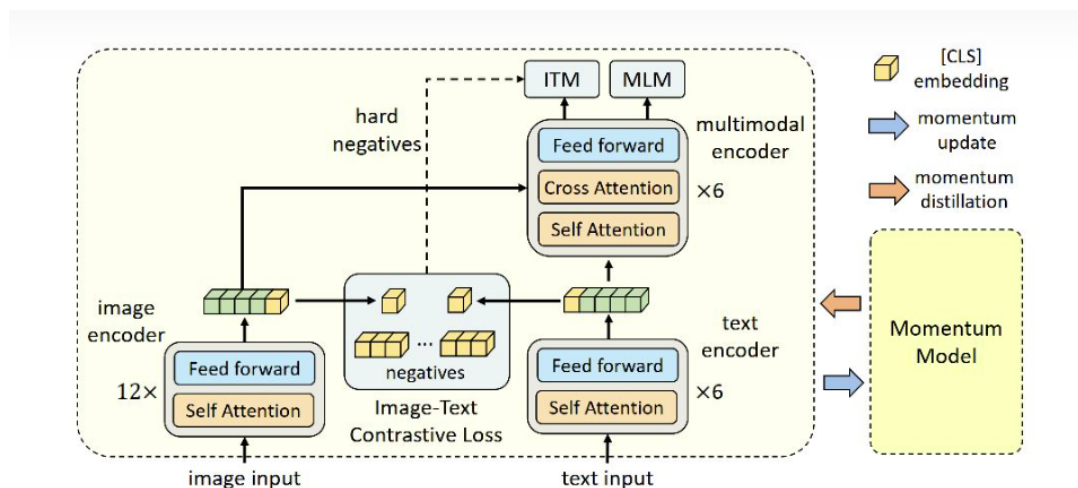 ITM
MLM
hard
negatives
multimodal
encoder
Feed forward
Cross Attention
Self Attention
×6
image
encoder
12×
Feed forward
Self Attention
...
negatives
Image-Text
Contrastive Loss
text
encoder
Feed forward
Self Attention
×6
image input
text input
[CLS]
embedding
momentum
update
momentum
distillation
Momentum
Model